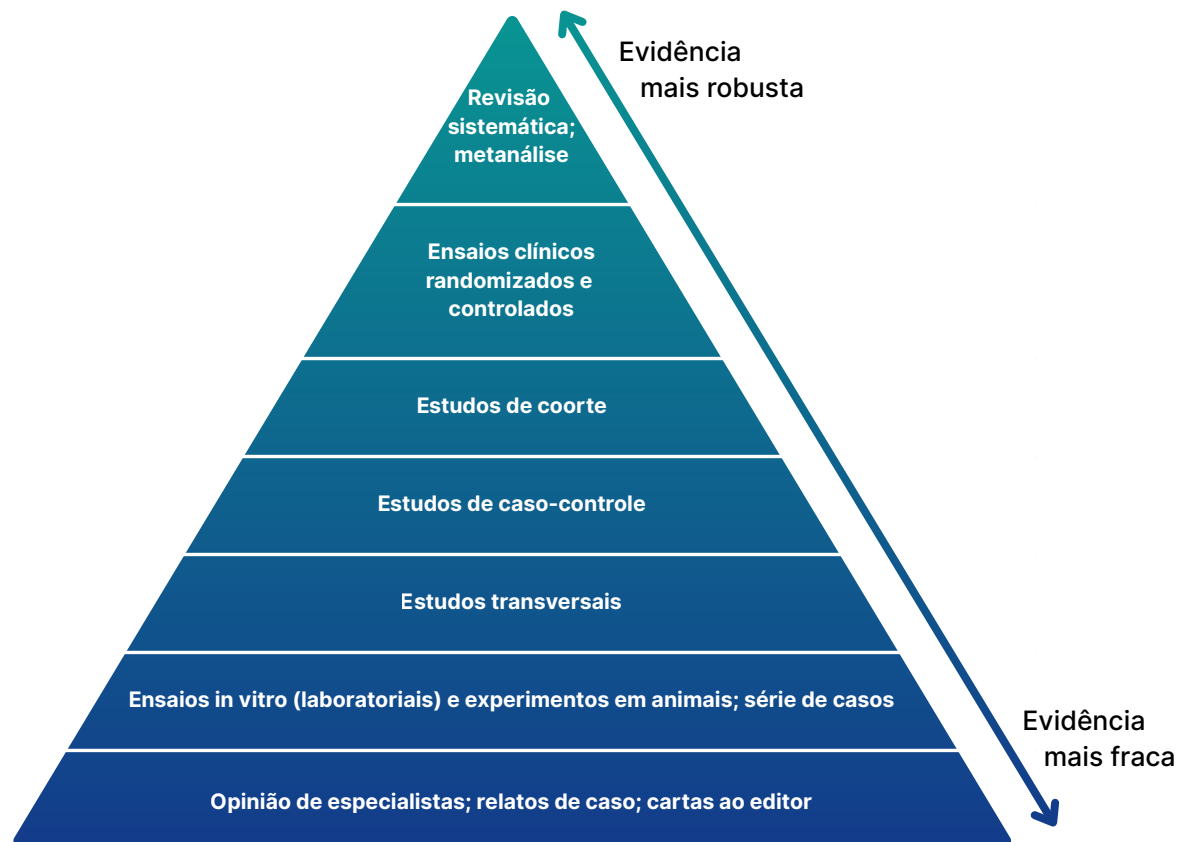 Evidência
mais robusta
Revisão
sistemática;
metanálise
Ensaios clínicos
randomizados e
controlados
Estudos de coorte
Estudos de caso-controle
Estudos transversais
Ensaios in vitro (laboratoriais) e experimentos em animais; série de casos
Evidência
mais fraca
Opinião de especialistas; relatos de caso; cartas ao editor